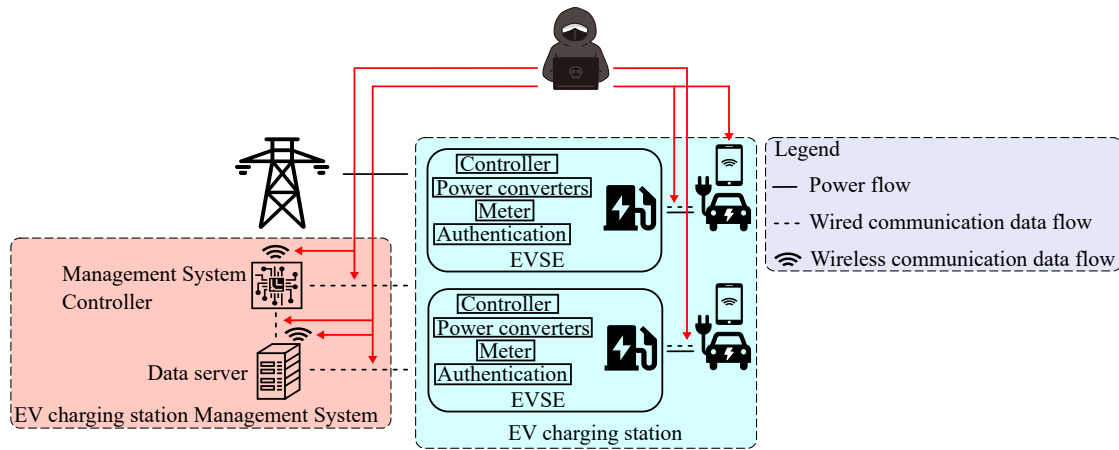 Controller
Power converters
Meter
Authentication
EVSE
Legend
Power flow
Wired communication data flow
Wireless communication data flow
Management System
Controller
Data server
EV charging station Management System
Controller
Power converters
Meter
Authentication
EVSE
EV charging station